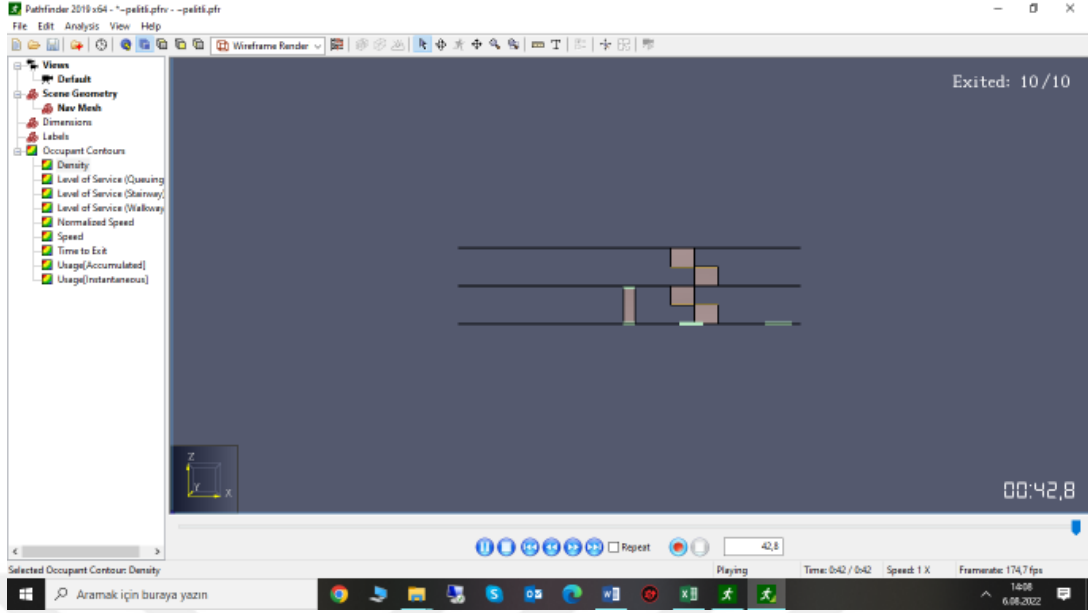 Pathfinder 2019 x64 - *~pelitli.pfrv - ~pelitli.pfr
File Edit Analysis View Help
Wireframe Render
Views
Default
Scene Geometry
Nav Mesh
Dimensions
Labels
Occupant Contours
Density
Level of Service (Queuing
Level of Service (Stairway)
Level of Service (Walkway
Normalized Speed
Speed
Time to Exit
Usage[Accumulated]
Usage[Instantaneous]
Exited: 10/10
Z
Y
X
00:42,8
Repeat
42,8
Selected Occupant Contour: Density
Playing
Time: 0:42 / 0:42
Speed: 1 X
Framerate: 174,7 fps
Aramak için buraya yazın
14:08
6.08.2022